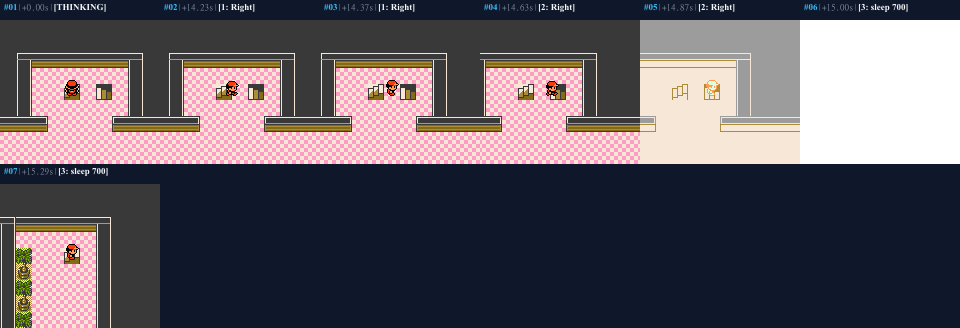 #01|+0.00s|[THINKING]
#02|+14.23s|[1: Right]
#03|+14.37s|[1: Right]
#04|+14.63s|[2: Right]
#05|+14.87s|[2: Right]
#06|+15.00s|[3: sleep 700]
#07|+15.29s|[3: sleep 700]